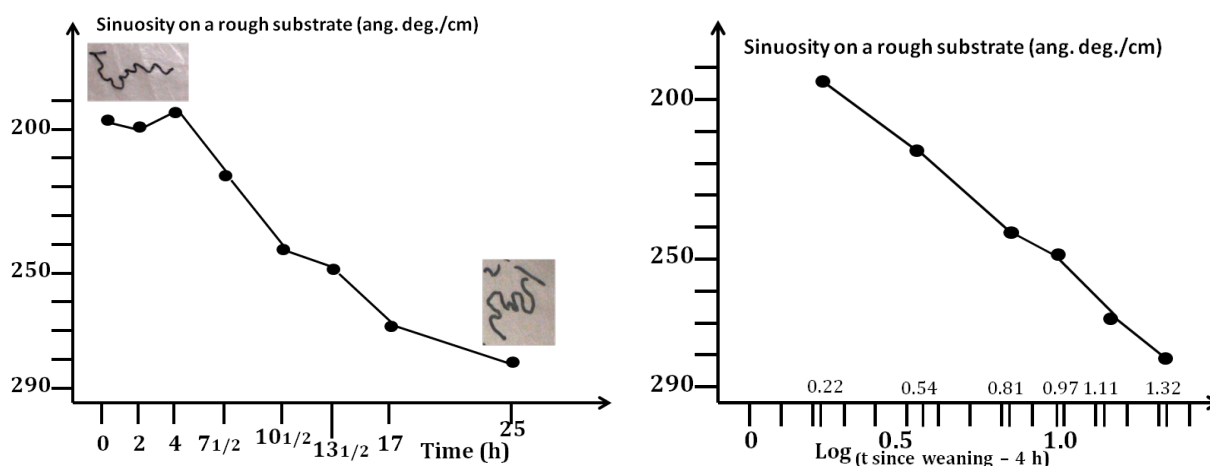 Sinuosity on a rough substrate (ang. deg./cm)
200
250
290
0 2 4 7 1/2 10 1/2 13 1/2 17 25
Time (h)
Sinuosity on a rough substrate (ang. deg./cm)
200
250
290
0.22 0.54 0.81 0.97 1.11 1.32
0 0.5 1.0
Log (t since weaning – 4 h)